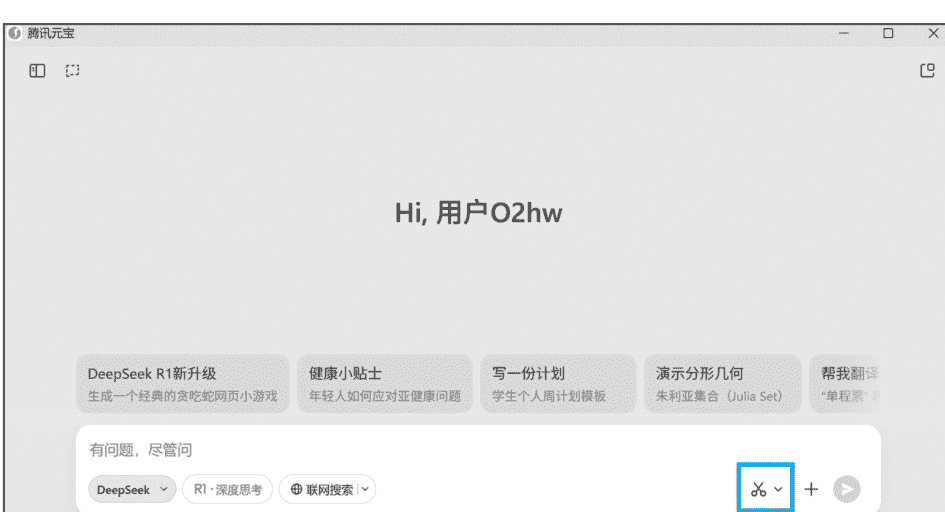 腾讯元宝
Hi, 用户O2hw
DeepSeek R1新升级
生成一个经典的贪吃蛇网页小游戏
健康小贴士
年轻人如何应对亚健康问题
写一份计划
学生个人周计划模板
演示分形几何
朱利亚集合（Julia Set）
帮我翻译
"单程票"
有问题，尽管问
DeepSeek
R1·深度思考
联网搜索